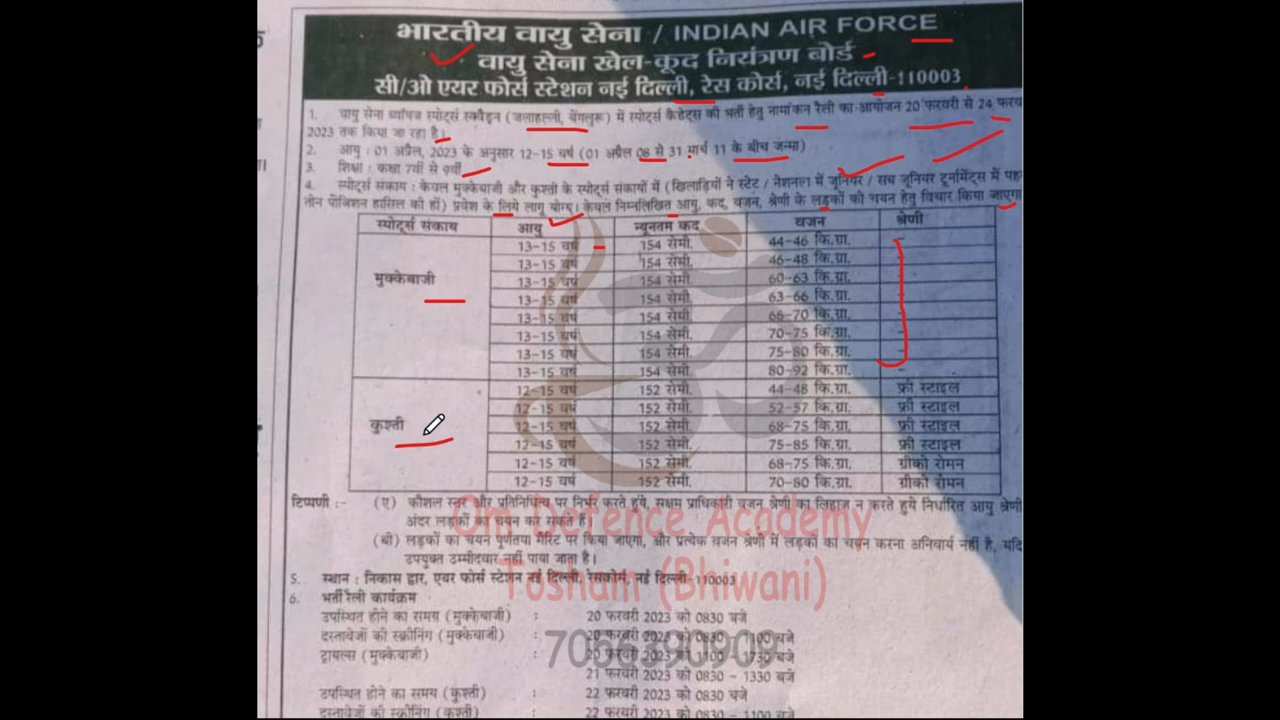 भारतीय वायु सेना / INDIAN AIR FORCE
वायु सेना खेल-कूद नियंत्रण बोर्ड
सी/ओ एयर फोर्स स्टेशन नई दिल्ली, रेस कोर्स, नई दिल्ली-110003
1. वायु सेना ब्वॉयज स्पोर्ट्स स्क्वैड्रन (जलाहल्ली, बेंगलुरू) में स्पोर्ट्स कैडेट्स की भर्ती हेतु नामांकन रैली का आयोजन 20 फरवरी से 24 फरव
2023 तक किया जा रहा है।
2. आयु : 01 अप्रैल, 2023 के अनुसार 12-15 वर्ष (01 अप्रैल 08 से 31 मार्च 11 के बीच जन्मा)
3. शिक्षा : कक्षा 7वीं से 9वीं
4. स्पोर्ट्स संकाय : केवल मुक्केबाजी और कुश्ती के स्पोर्ट्स संकायों में (खिलाड़ियों ने स्टेट / नेशनल में जूनियर / सब जूनियर टूर्नामेंट्स में पह
तीन पोजिशन हासिल की हों) प्रवेश के लिये लागू योग्य। केवल निम्नलिखित आयु, कद, वजन, श्रेणी के लड़कों को चयन हेतु विचार किया जाएगा
स्पोर्ट्स संकाय आयु न्यूनतम कद वजन श्रेणी
13-15 वर्ष 154 सेमी. 44-46 कि.ग्रा. -
13-15 वर्ष 154 सेमी. 46-48 कि.ग्रा.
मुक्केबाजी 13-15 वर्ष 154 सेमी. 60-63 कि.ग्रा.
13-15 वर्ष 154 सेमी. 63-66 कि.ग्रा.
13-15 वर्ष 154 सेमी. 66-70 कि.ग्रा.
13-15 वर्ष 154 सेमी. 70-75 कि.ग्रा. -
13-15 वर्ष 154 सेमी. 75-80 कि.ग्रा. -
13-15 वर्ष 154 सेमी. 80-92 कि.ग्रा. -
12-15 वर्ष 152 सेमी. 44-48 कि.ग्रा. फ्री स्टाइल
12-15 वर्ष 152 सेमी. 52-57 कि.ग्रा. फ्री स्टाइल
कुश्ती 12-15 वर्ष 152 सेमी. 68-75 कि.ग्रा. फ्री स्टाइल
12-15 वर्ष 152 सेमी. 75-85 कि.ग्रा. फ्री स्टाइल
12-15 वर्ष 152 सेमी. 68-75 कि.ग्रा. ग्रीको रोमन
12-15 वर्ष 152 सेमी. 70-80 कि.ग्रा. ग्रीको रोमन
टिप्पणी :- (ए) कौशल स्तर और प्रतिनिधित्व पर निर्भर करते हुये, सक्षम प्राधिकारी वजन श्रेणी का लिहाज न करते हुये निर्धारित आयु श्रेणी
अंदर लड़कों का चयन कर सकते हैं।
Om Defence Academy
(बी) लड़कों का चयन पूर्णतया मैरिट पर किया जाएगा, और प्रत्येक वजन श्रेणी में लड़कों का चयन करना अनिवार्य नहीं है, यदि
उपयुक्त उम्मीदवार नहीं पाया जाता है।
5. स्थान : निकास द्वार, एयर फोर्स स्टेशन नई दिल्ली, रेसकोर्स, नई दिल्ली-110003
Tosham (Bhiwani)
6. भर्ती रैली कार्यक्रम
उपस्थित होने का समय (मुक्केबाजी) : 20 फरवरी 2023 को 0830 बजे
दस्तावेजों की स्क्रीनिंग (मुक्केबाजी) : 20 फरवरी 2023 को 0830 - 1100 बजे
7056390909
ट्रायल्स (मुक्केबाजी) : 20 फरवरी 2023 को 1100 - 1730 बजे
21 फरवरी 2023 को 0830 - 1330 बजे
उपस्थित होने का समय (कुश्ती) : 22 फरवरी 2023 को 0830 बजे
दस्तावेजों की स्क्रीनिंग (कुश्ती) : 22 फरवरी 2023 को 0830 - 1100 बजे